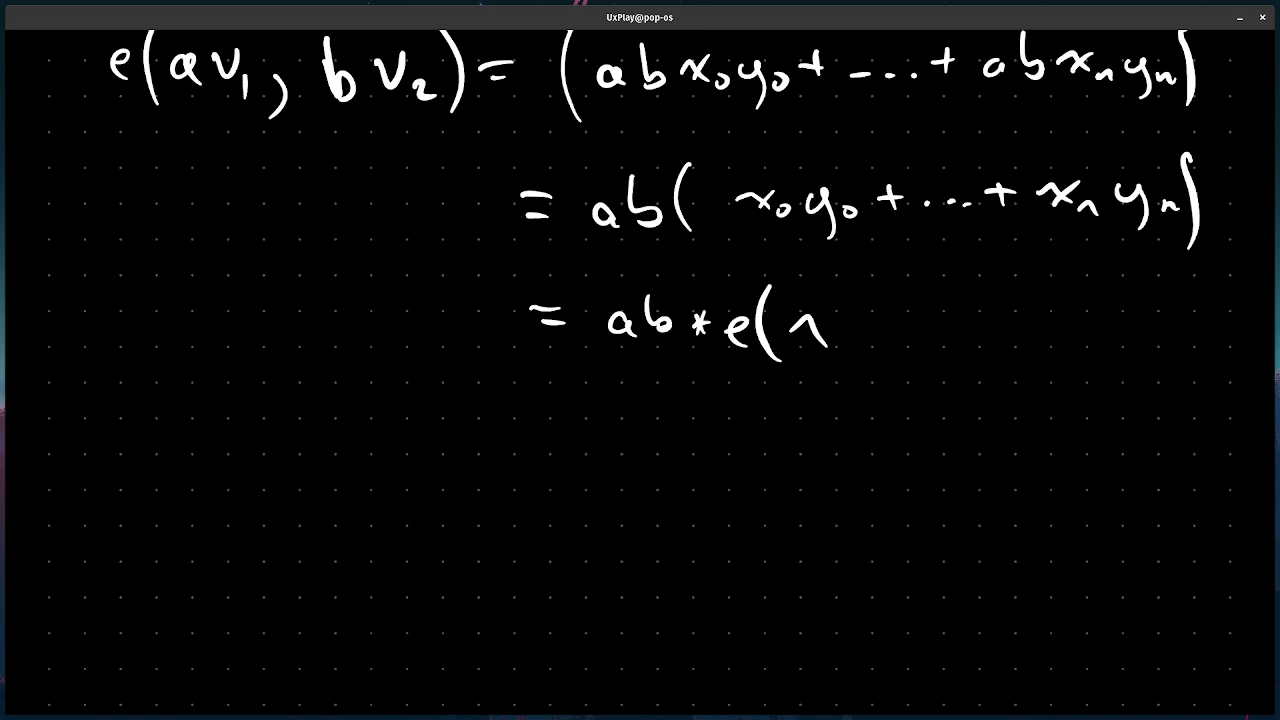 UxPlay@pop-os
e(av₁, bv₂) = (abx₀y₀ + -... + abxₙyₙ)
= ab( x₀y₀ + ... + xₙyₙ)
= ab * e(